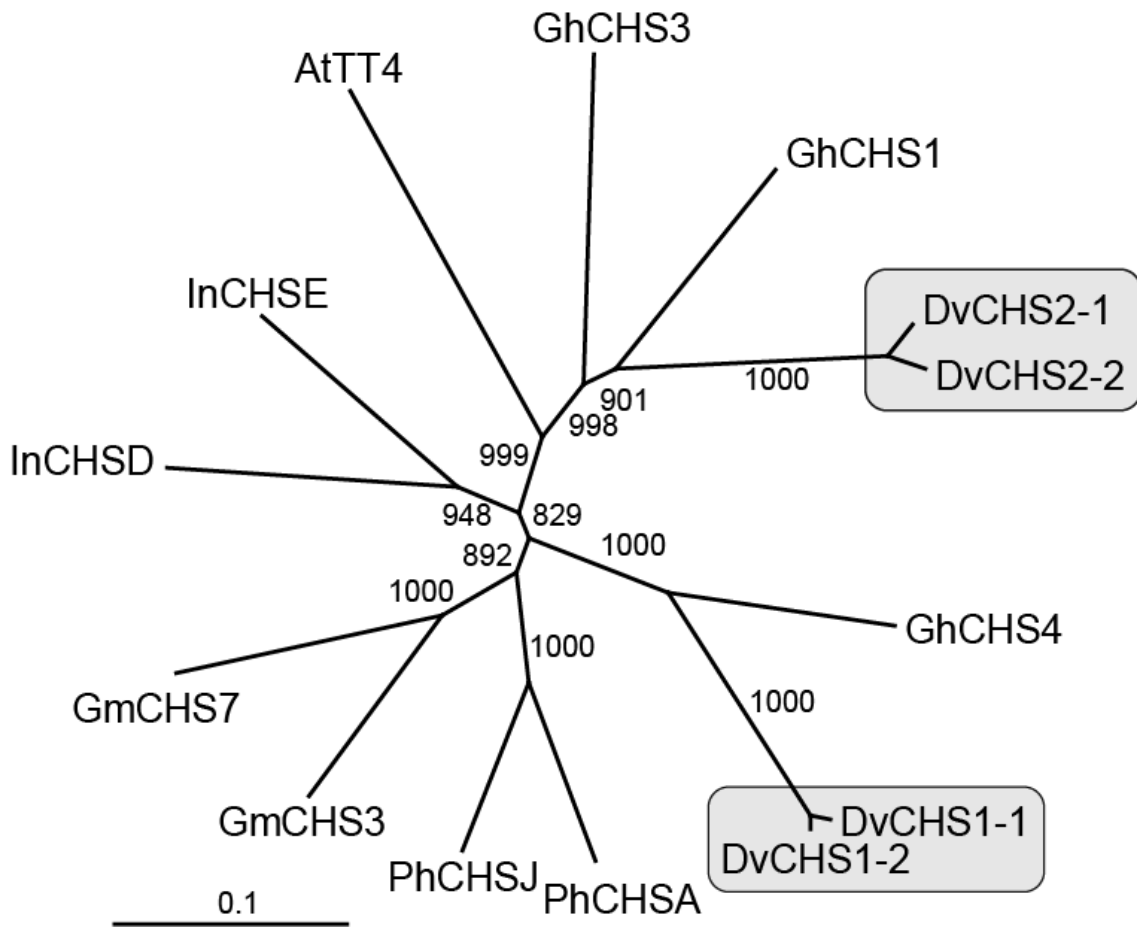 GhCHS3
AtTT4
GhCHS1
InCHSE
DvCHS2-1
DvCHS2-2
1000
901
998
999
InCHSD
948
829
1000
892
1000
GhCHS4
1000
1000
GmCHS7
GmCHS3
DvCHS1-1
DvCHS1-2
PhCHSJ
PhCHSA
0.1